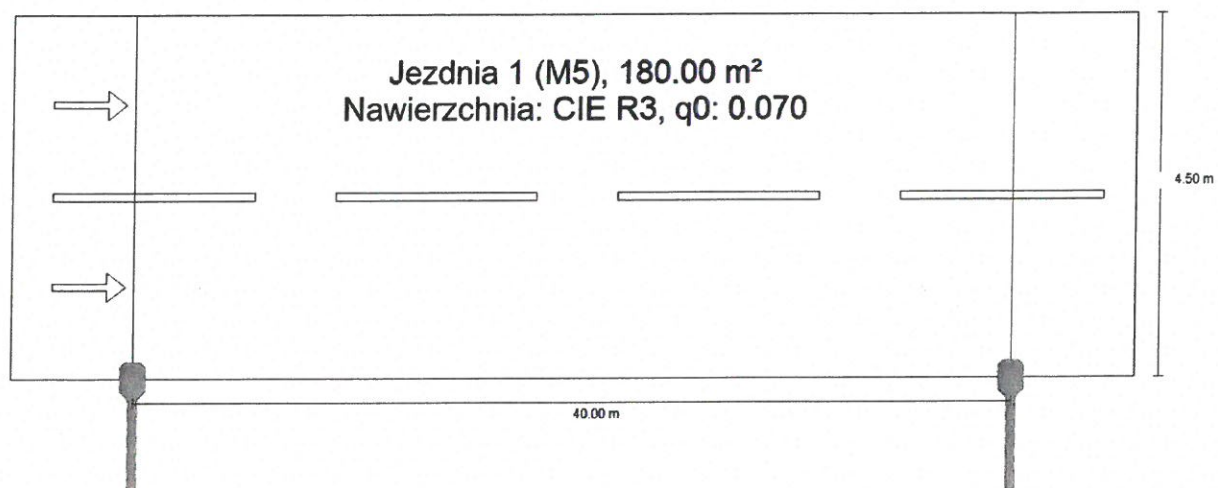 Jezdnia 1 (M5), 180.00 m²
Nawierzchnia: CIE R3, q0: 0.070
4.50 m
40.00 m